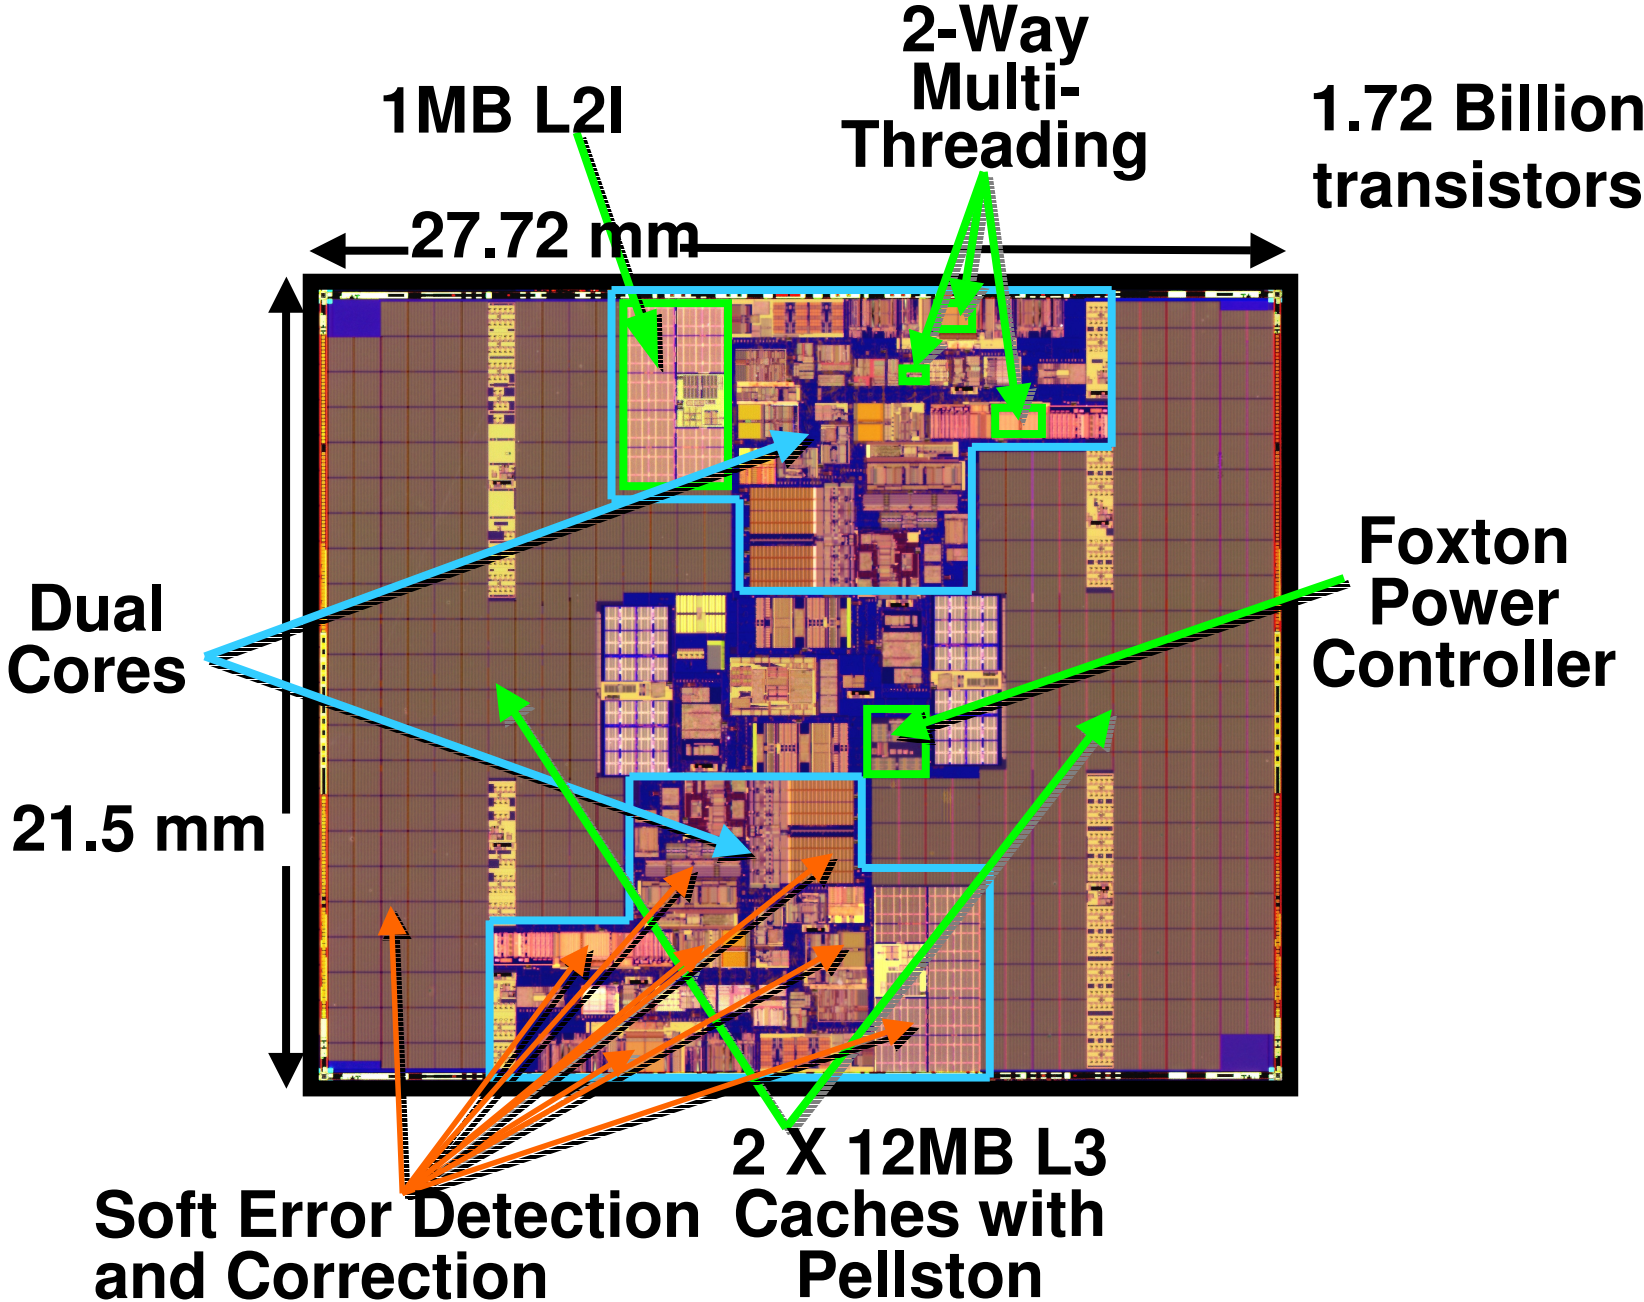 2-Way
Multi-
Threading
1MB L2I
1.72 Billion
transistors
27.72 mm
Foxton
Power
Controller
Dual
Cores
21.5 mm
2 X 12MB L3
Caches with
Pellston
Soft Error Detection
and Correction